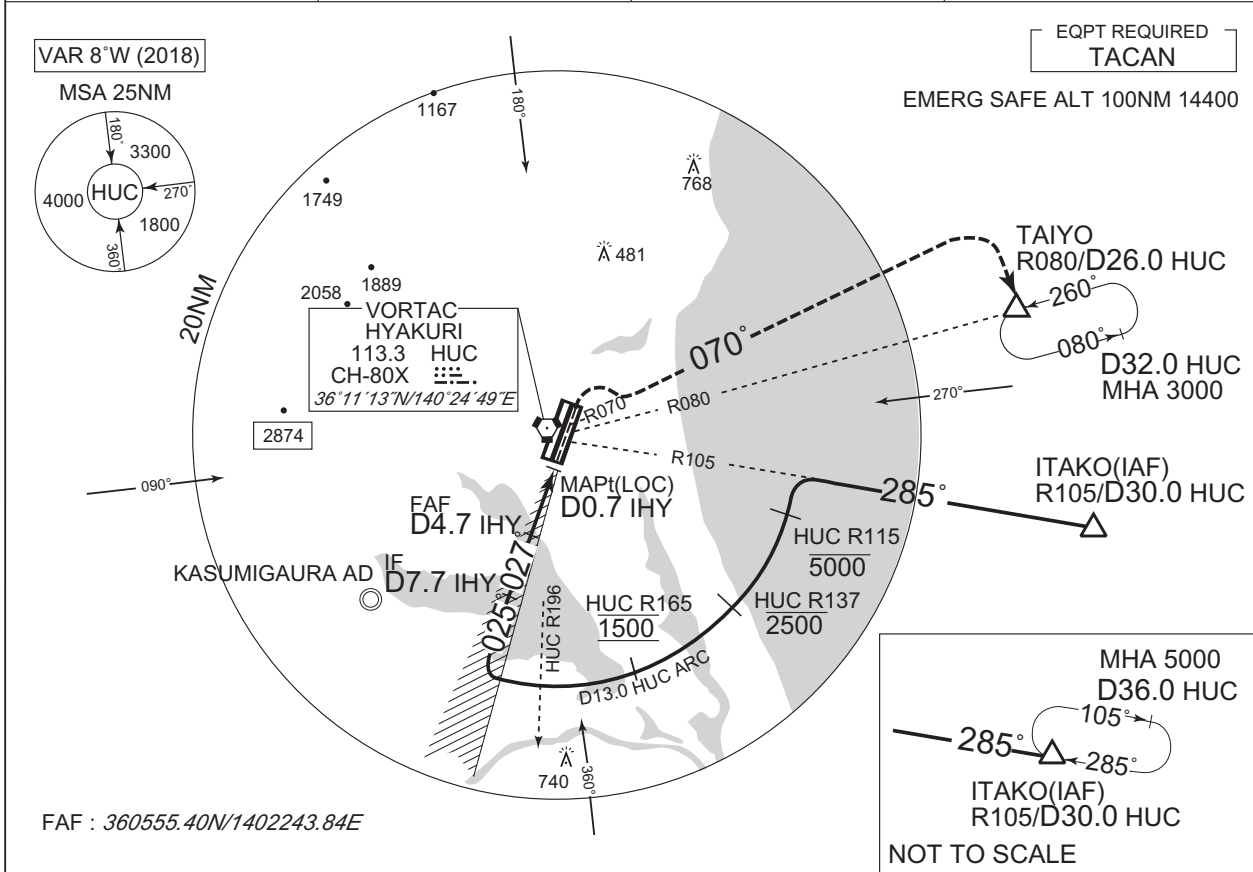 VAR 8°W (2018)
MSA 25NM
180°
3300
HUC
4000
270°
1800
360°
EQPT REQUIRED
TACAN
EMERG SAFE ALT 100NM 14400
180°
1167
1749
768
481
1889
2058
20NM
VORTAC
HYAKURI
113.3 HUC
CH-80X
36°11´13˝N/140°24´49˝E
2874
TAIYO
R080/D26.0 HUC
260°
080°
D32.0 HUC
MHA 3000
070°
R070
R080
270°
R105
090°
ITAKO(IAF)
R105/D30.0 HUC
285°
MAPt(LOC)
D0.7 IHY
FAF
D4.7 IHY
HUC R115
5000
KASUMIGAURA AD
IF
D7.7 IHY
025°±027°
HUC R196
HUC R165
1500
HUC R137
2500
D13.0 HUC ARC
740
360°
FAF : 360555.40N/1402243.84E
MHA 5000
D36.0 HUC
105°
285°
285°
ITAKO(IAF)
R105/D30.0 HUC
NOT TO SCALE